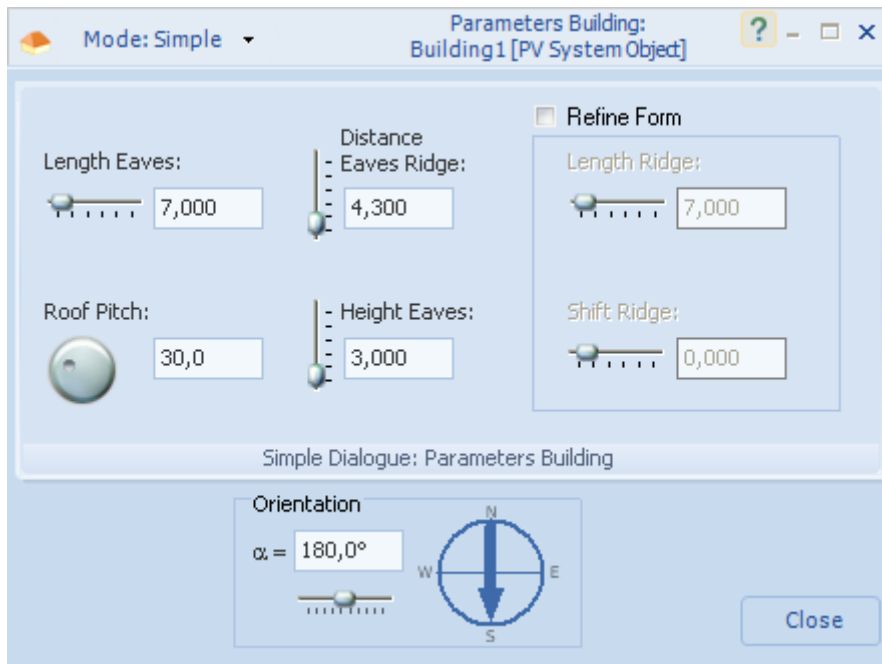 Mode: Simple
Parameters Building:
Building1 [PV System Object]
?
Length Eaves:
7,000
Distance
Eaves Ridge:
4,300
Refine Form
Length Ridge:
7,000
Roof Pitch:
30,0
Height Eaves:
3,000
Shift Ridge:
0,000
Simple Dialogue: Parameters Building
Orientation
α = 180,0°
N
W
E
S
Close